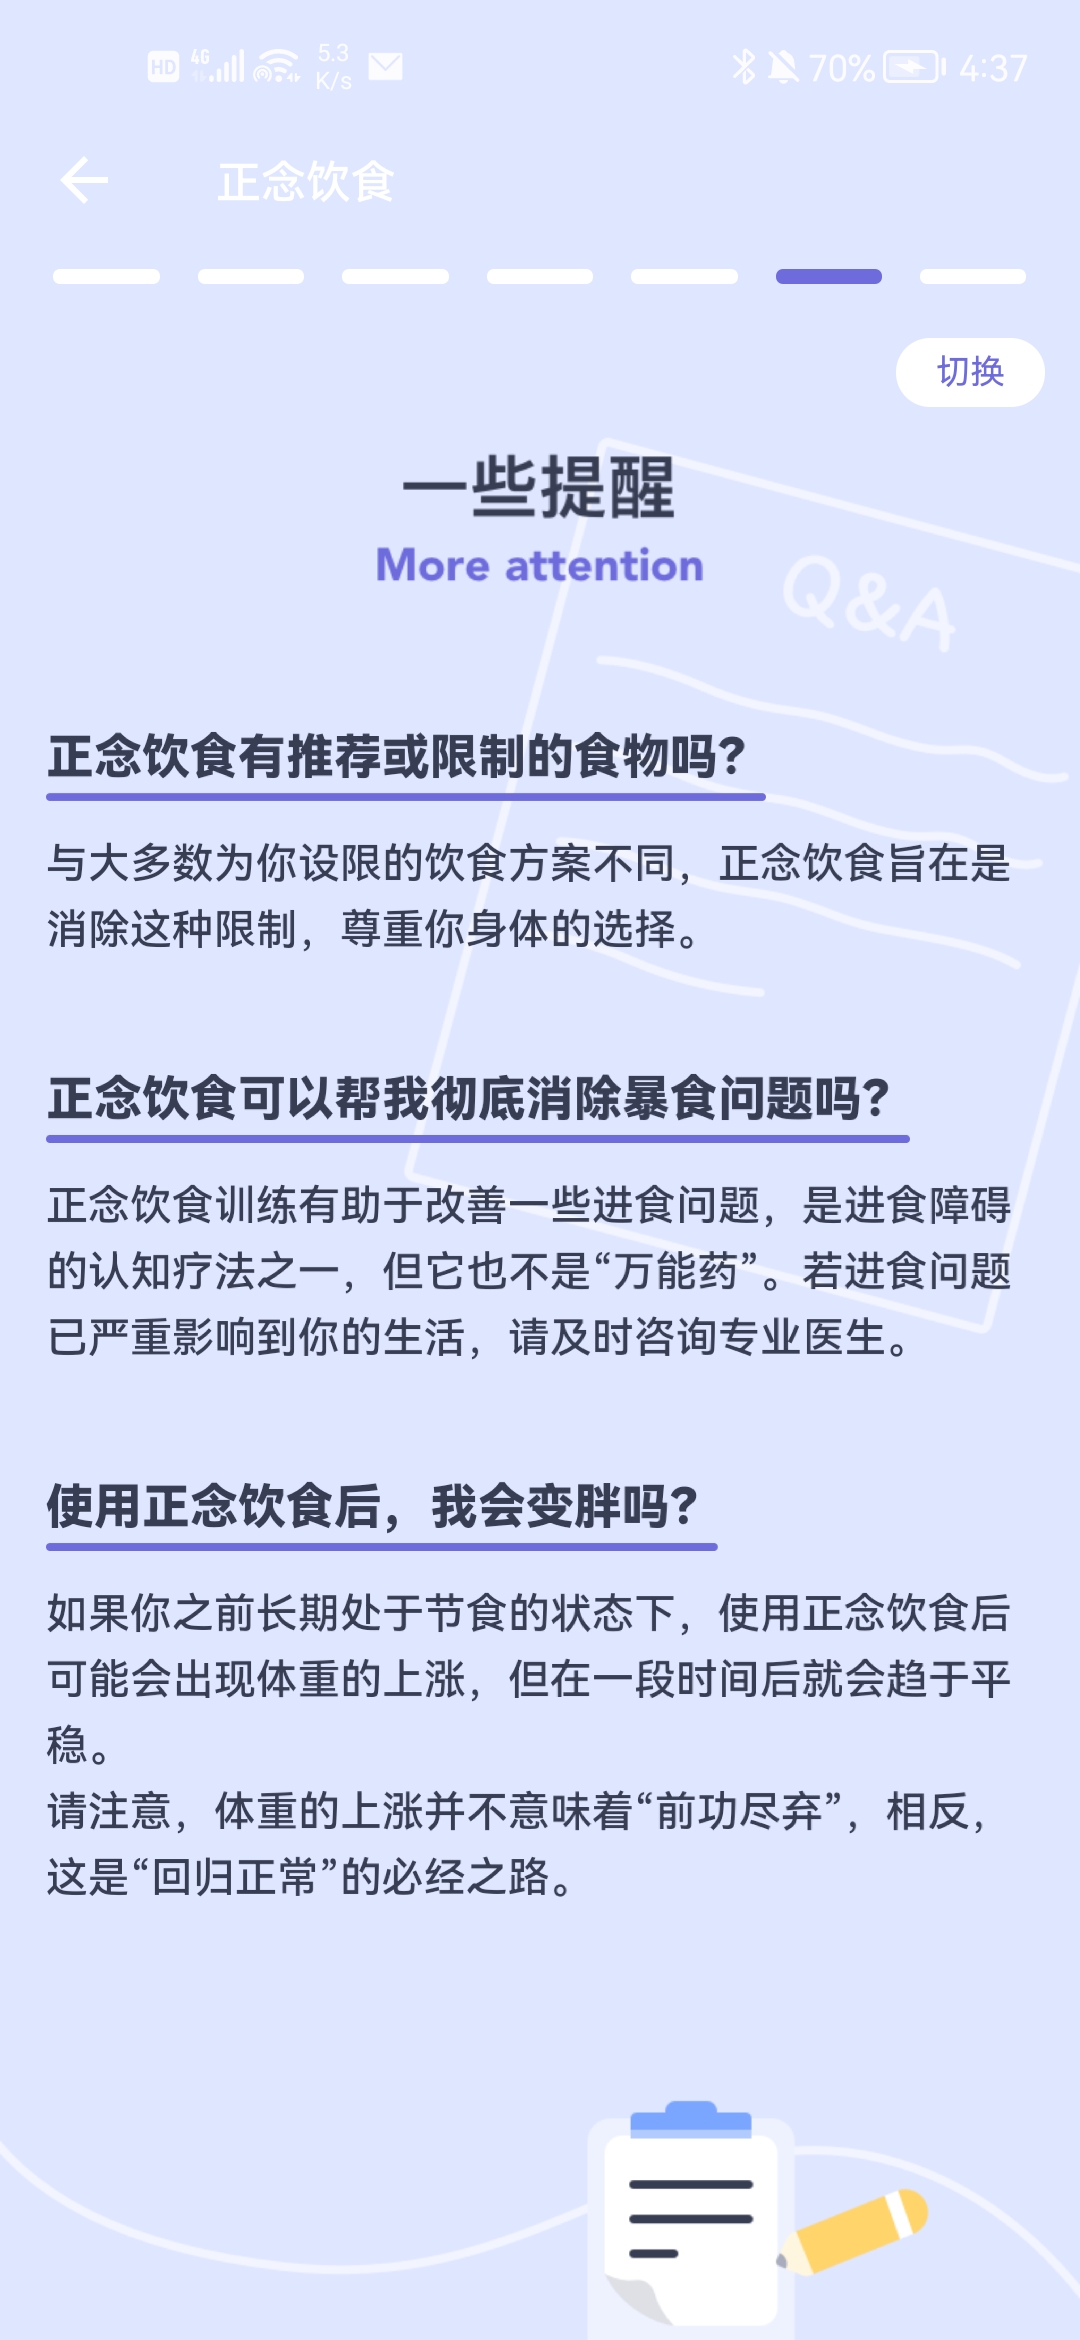 HD 4G 5.3 K/s 70% 4:37
正念饮食
切换
一些提醒
More attention
Q&A
正念饮食有推荐或限制的食物吗？
与大多数为你设限的饮食方案不同，正念饮食旨在是
消除这种限制，尊重你身体的选择。
正念饮食可以帮我彻底消除暴食问题吗？
正念饮食训练有助于改善一些进食问题，是进食障碍
的认知疗法之一，但它也不是“万能药”。若进食问题
已严重影响到你的生活，请及时咨询专业医生。
使用正念饮食后，我会变胖吗？
如果你之前长期处于节食的状态下，使用正念饮食后
可能会出现体重的上涨，但在一段时间后就会趋于平
稳。
请注意，体重的上涨并不意味着“前功尽弃”，相反，
这是“回归正常”的必经之路。